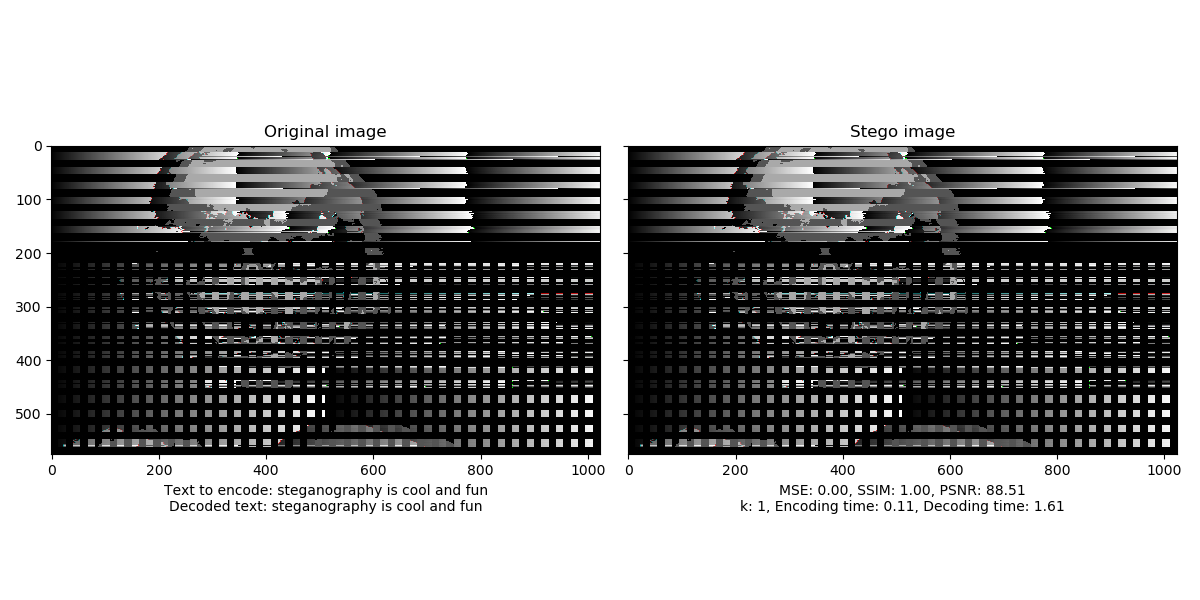 Original image
Stego image
0
100
200
300
400
500
0 200 400 600 800 1000
0 200 400 600 800 1000
Text to encode: steganography is cool and fun
Decoded text: steganography is cool and fun
MSE: 0.00, SSIM: 1.00, PSNR: 88.51
k: 1, Encoding time: 0.11, Decoding time: 1.61